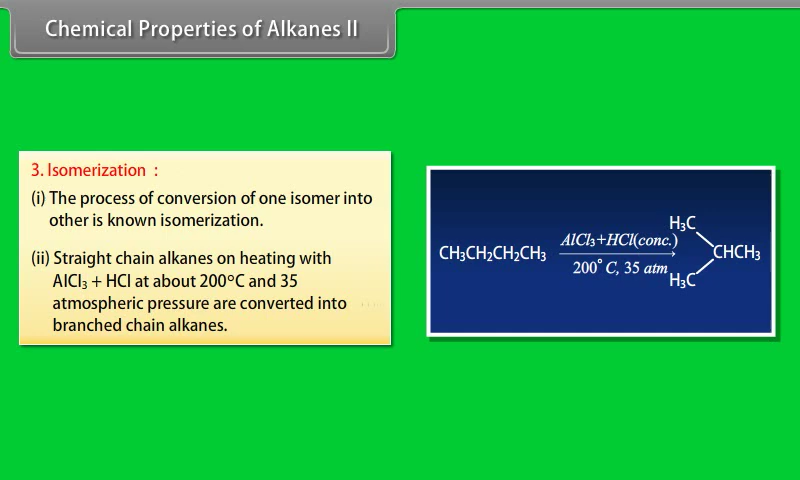 Chemical Properties of Alkanes II
3. Isomerization :
(i) The process of conversion of one isomer into
other is known isomerization.
(ii) Straight chain alkanes on heating with
AlCl₃ + HCl at about 200°C and 35
atmospheric pressure are converted into
branched chain alkanes.
H₃C
AlCl₃+HCl(conc.)
CH₃CH₂CH₂CH₃ CHCH₃
200° C, 35 atm
H₃C